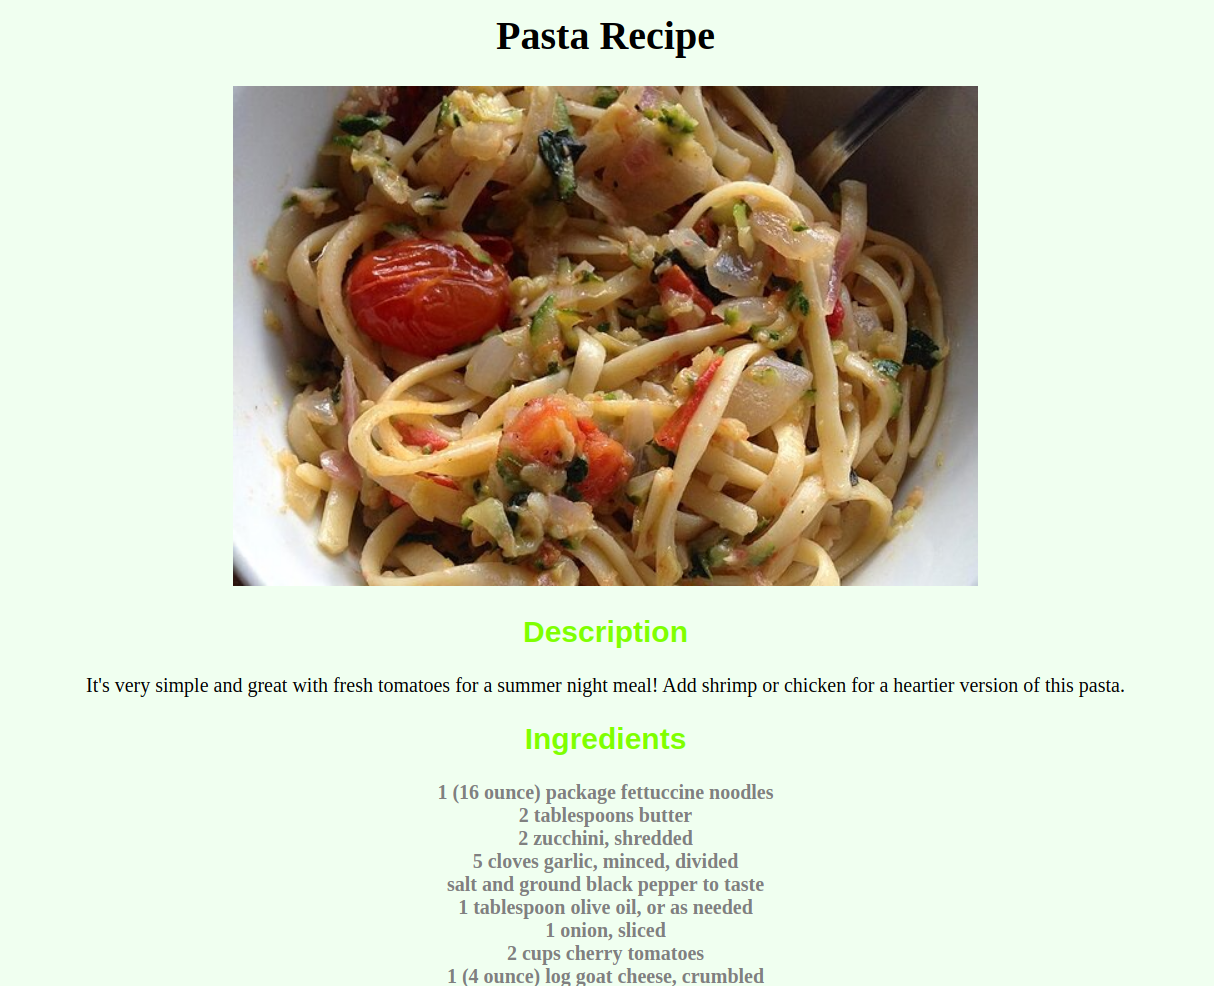 Pasta Recipe
Description
It's very simple and great with fresh tomatoes for a summer night meal! Add shrimp or chicken for a heartier version of this pasta.
Ingredients
1 (16 ounce) package fettuccine noodles
2 tablespoons butter
2 zucchini, shredded
5 cloves garlic, minced, divided
salt and ground black pepper to taste
1 tablespoon olive oil, or as needed
1 onion, sliced
2 cups cherry tomatoes
1 (4 ounce) log goat cheese, crumbled